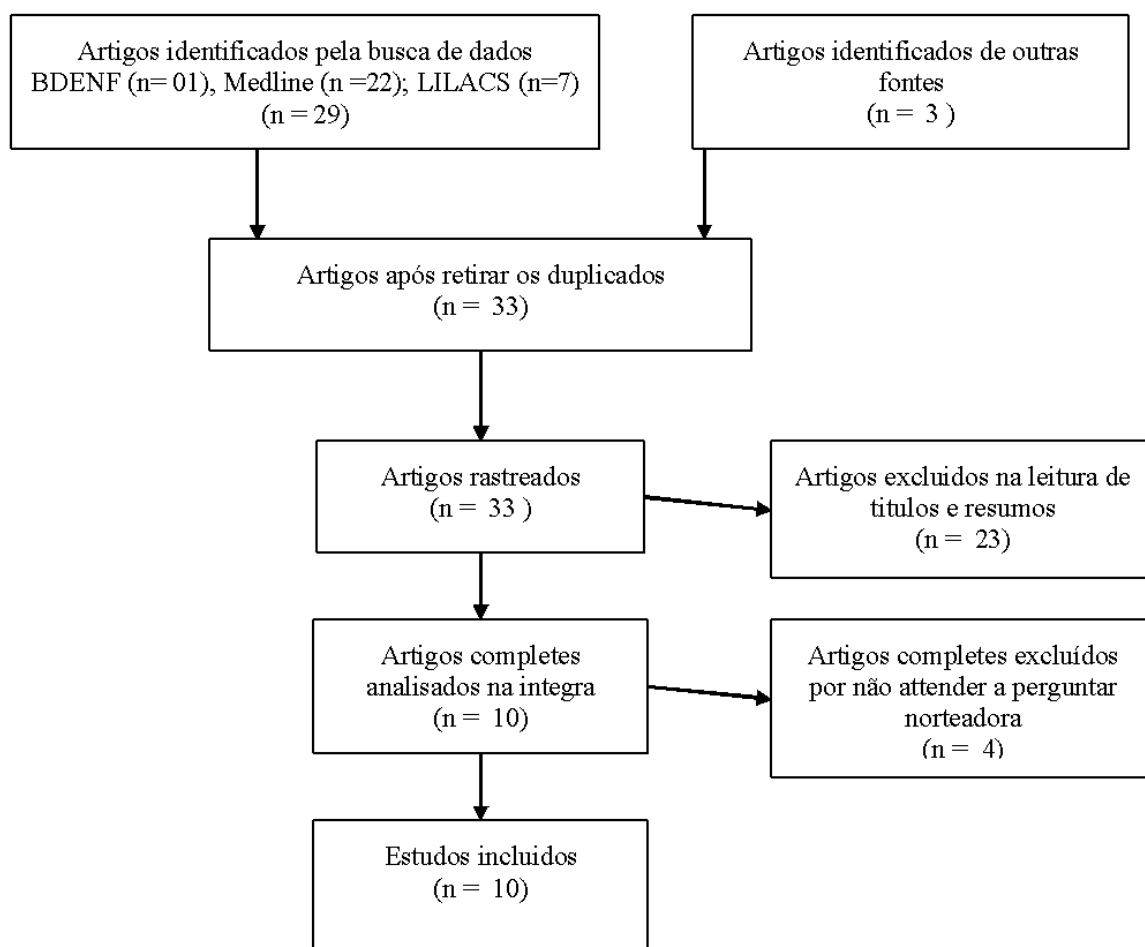 Artigos identificados pela busca de dados
BDENF (n= 01), Medline (n =22); LILACS (n=7)
(n = 29)
Artigos identificados de outras
fontes
(n = 3 )
Artigos após retirar os duplicados
(n = 33)
Artigos rastreados
(n = 33 )
Artigos excluidos na leitura de
titulos e resumos
(n = 23)
Artigos completes
analisados na integra
(n = 10)
Artigos completes excluídos
por não attender a perguntar
norteadora
(n = 4)
Estudos incluidos
(n = 10)